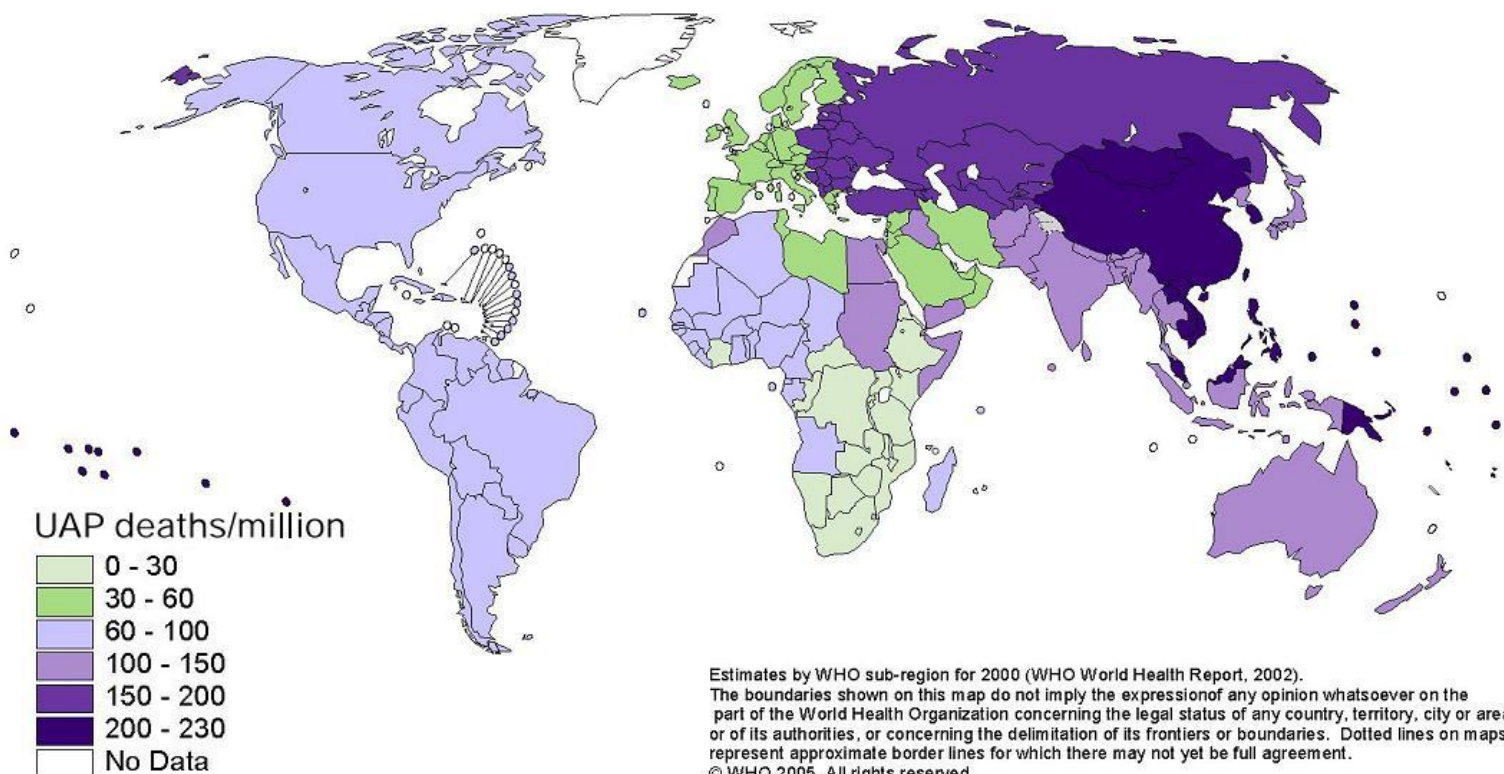 UAP deaths/million
0 - 30
30 - 60
60 - 100
100 - 150
150 - 200
200 - 230
No Data
Estimates by WHO sub-region for 2000 (WHO World Health Report, 2002).
The boundaries shown on this map do not imply the expressionof any opinion whatsoever on the
part of the World Health Organization concerning the legal status of any country, territory, city or area
or of its authorities, or concerning the delimitation of its frontiers or boundaries. Dotted lines on maps
represent approximate border lines for which there may not yet be full agreement.
© WHO 2005. All rights reserved